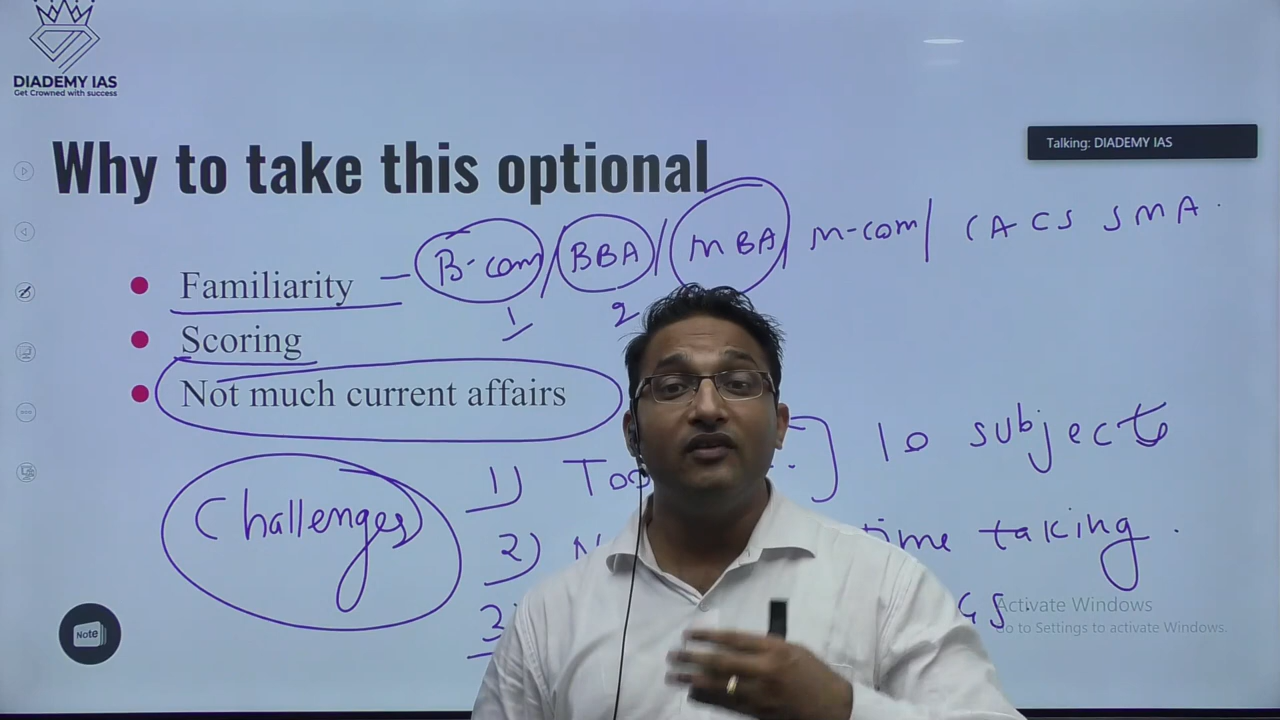 DIADEMY IAS
Get Crowned with success
Talking: DIADEMY IAS
Why to take this optional
Familiarity – B-com / BBA / MBA / M-com / CA CS SMA
1 2
Scoring
Not much current affairs
Challenges
1) Too 10 subjects
2) N time taking
3) GS
Note
Activate Windows
Go to Settings to activate Windows.